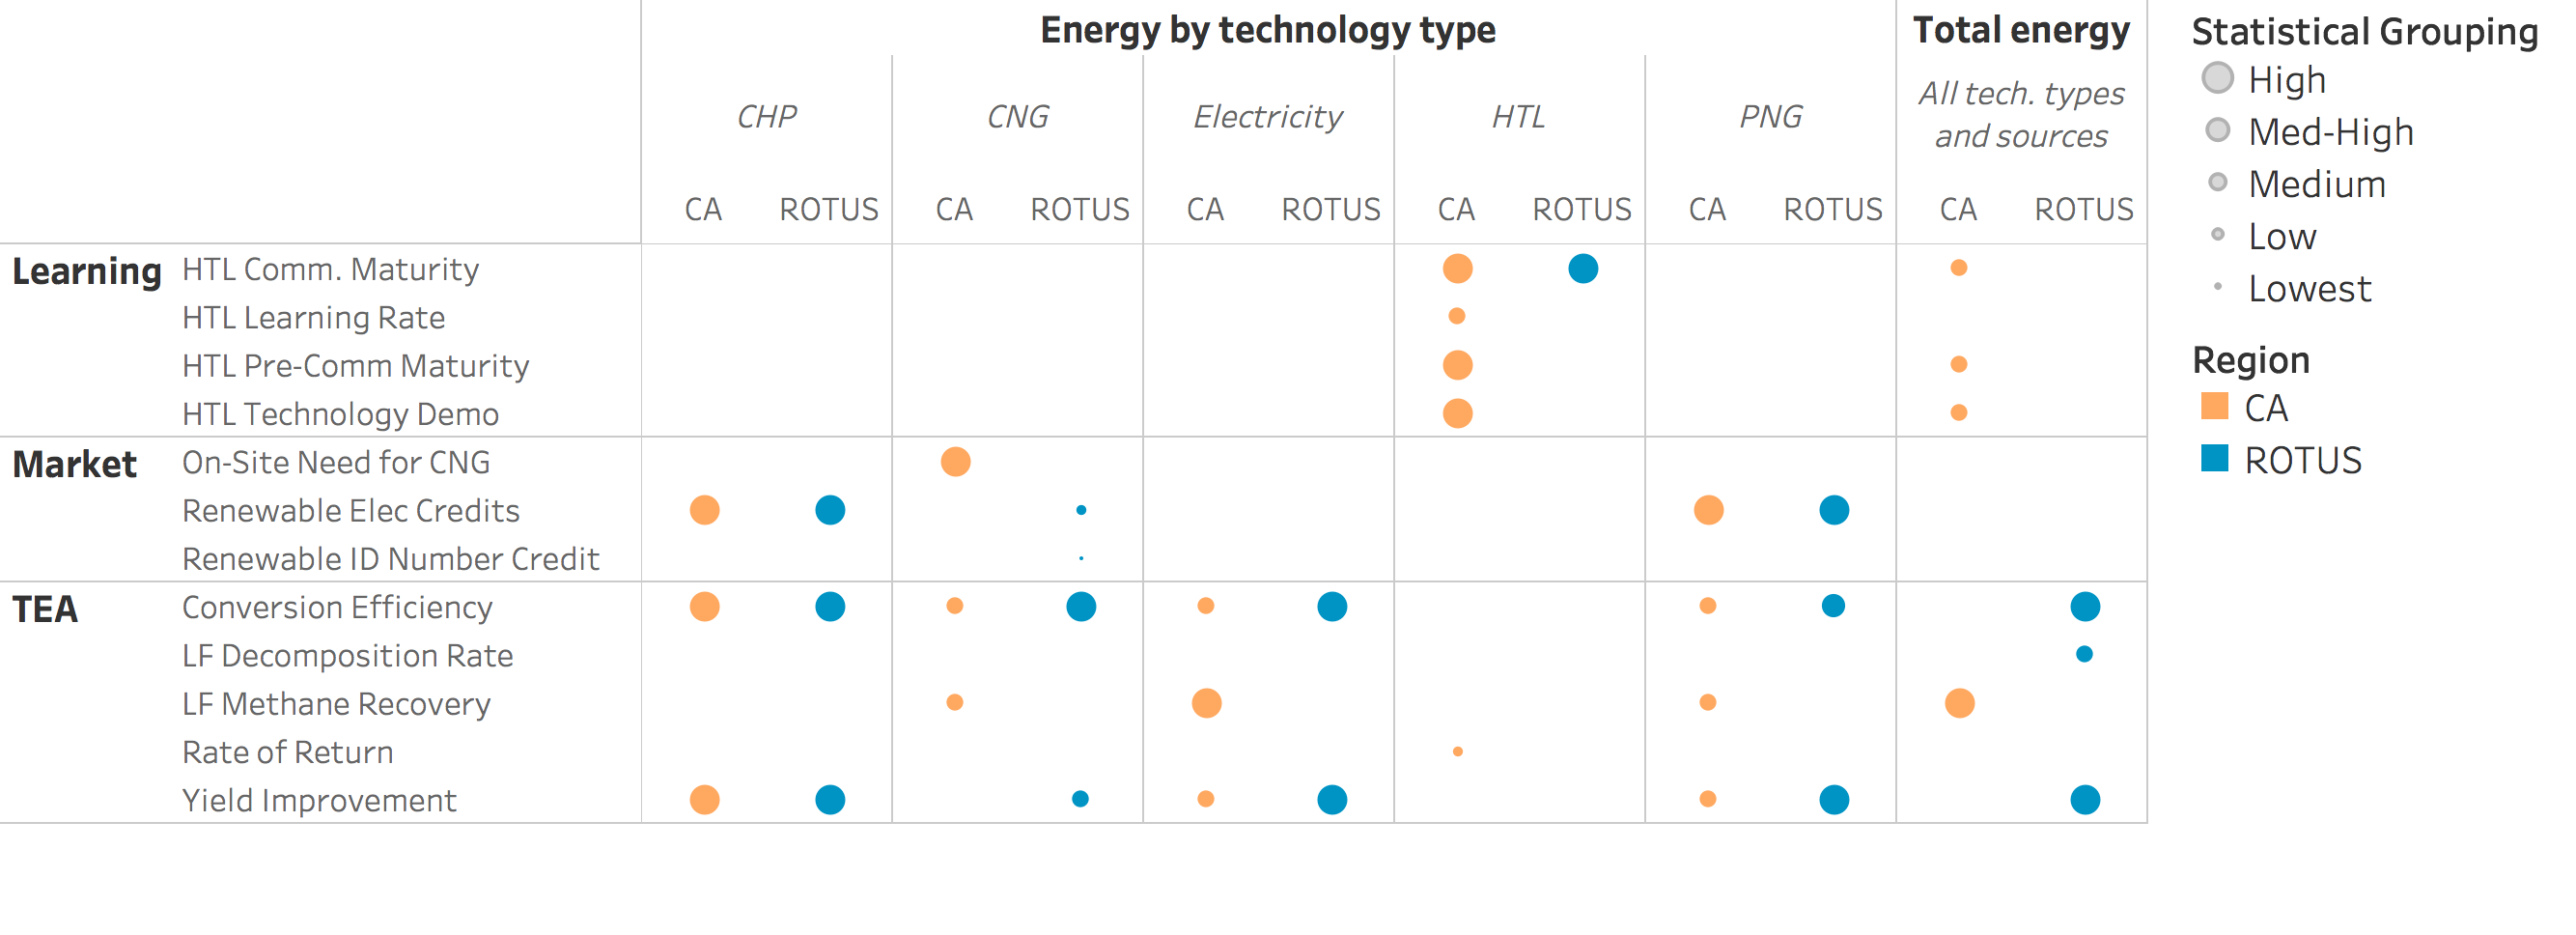 Energy by technology type
Total energy
CHP
CNG
Electricity
HTL
PNG
All tech. types
and sources
CA ROTUS CA ROTUS CA ROTUS CA ROTUS CA ROTUS CA ROTUS
Learning
HTL Comm. Maturity
HTL Learning Rate
HTL Pre-Comm Maturity
HTL Technology Demo
Market
On-Site Need for CNG
Renewable Elec Credits
Renewable ID Number Credit
TEA
Conversion Efficiency
LF Decomposition Rate
LF Methane Recovery
Rate of Return
Yield Improvement
Statistical Grouping
High
Med-High
Medium
Low
Lowest
Region
CA
ROTUS